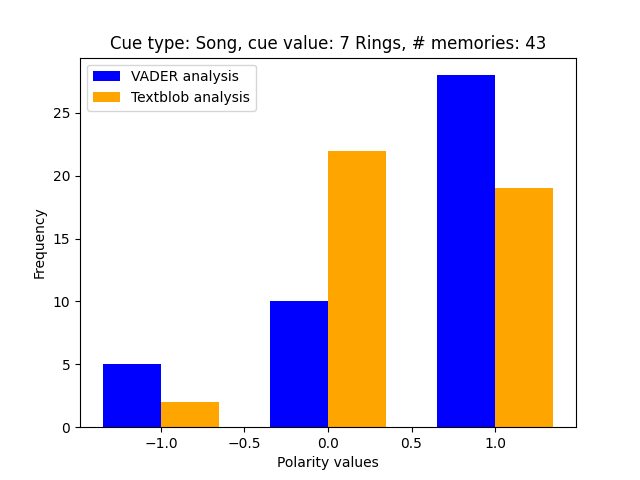 Cue type: Song, cue value: 7 Rings, # memories: 43
VADER analysis
Textblob analysis
Frequency
25
20
15
10
5
0
−1.0 −0.5 0.0 0.5 1.0
Polarity values